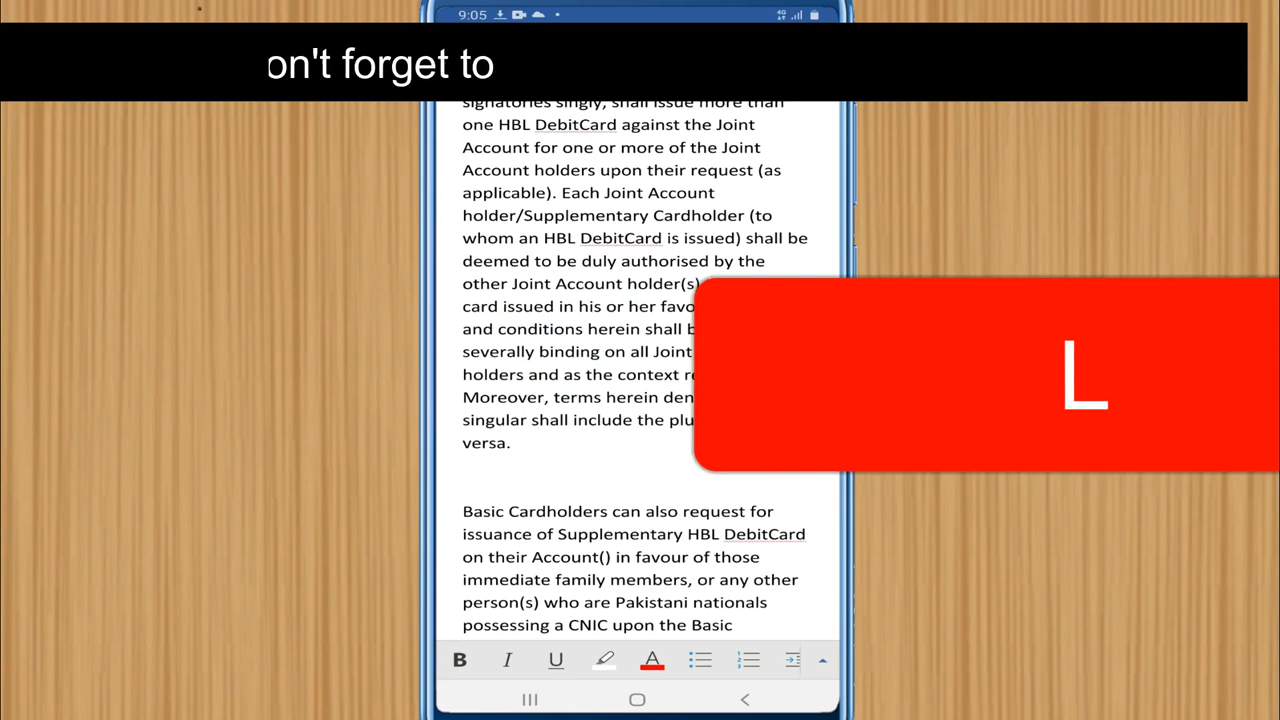 9:05
4G
on't forget to
signatories singly, shall issue more than
one HBL DebitCard against the Joint
Account for one or more of the Joint
Account holders upon their request (as
applicable). Each Joint Account
holder/Supplementary Cardholder (to
whom an HBL DebitCard is issued) shall be
deemed to be duly authorised by the
other Joint Account holder(s)
card issued in his or her favo
and conditions herein shall b
severally binding on all Joint
holders and as the context re
Moreover, terms herein den
singular shall include the plu
versa.
L
Basic Cardholders can also request for
issuance of Supplementary HBL DebitCard
on their Account() in favour of those
immediate family members, or any other
person(s) who are Pakistani nationals
possessing a CNIC upon the Basic
B I U A